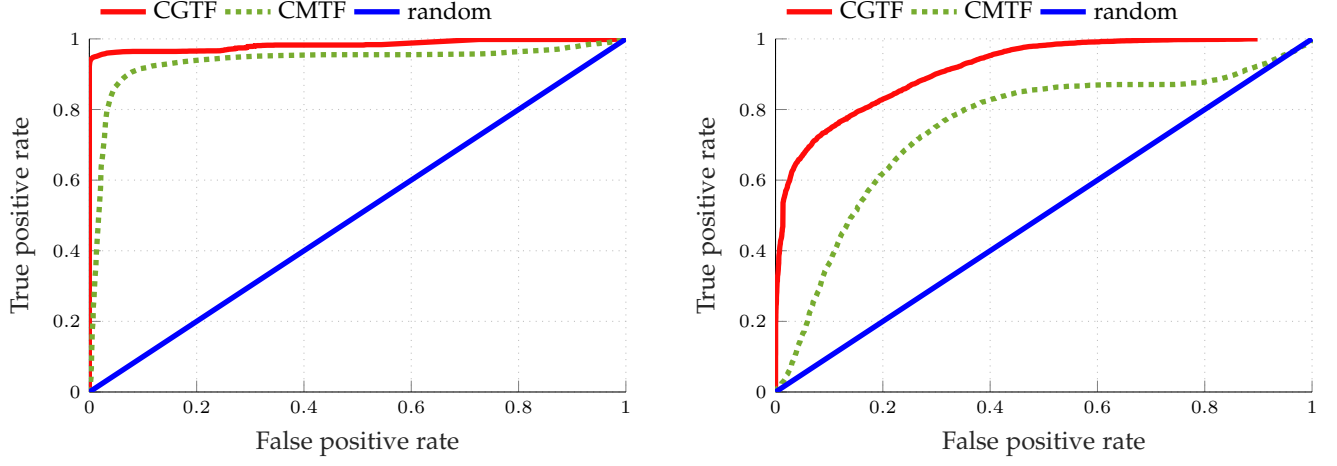 CGTF CMTF random
1
0.8
0.6
0.4
0.2
0
0 0.2 0.4 0.6 0.8 1
True positive rate
False positive rate
CGTF CMTF random
1
0.8
0.6
0.4
0.2
0
0 0.2 0.4 0.6 0.8 1
True positive rate
False positive rate